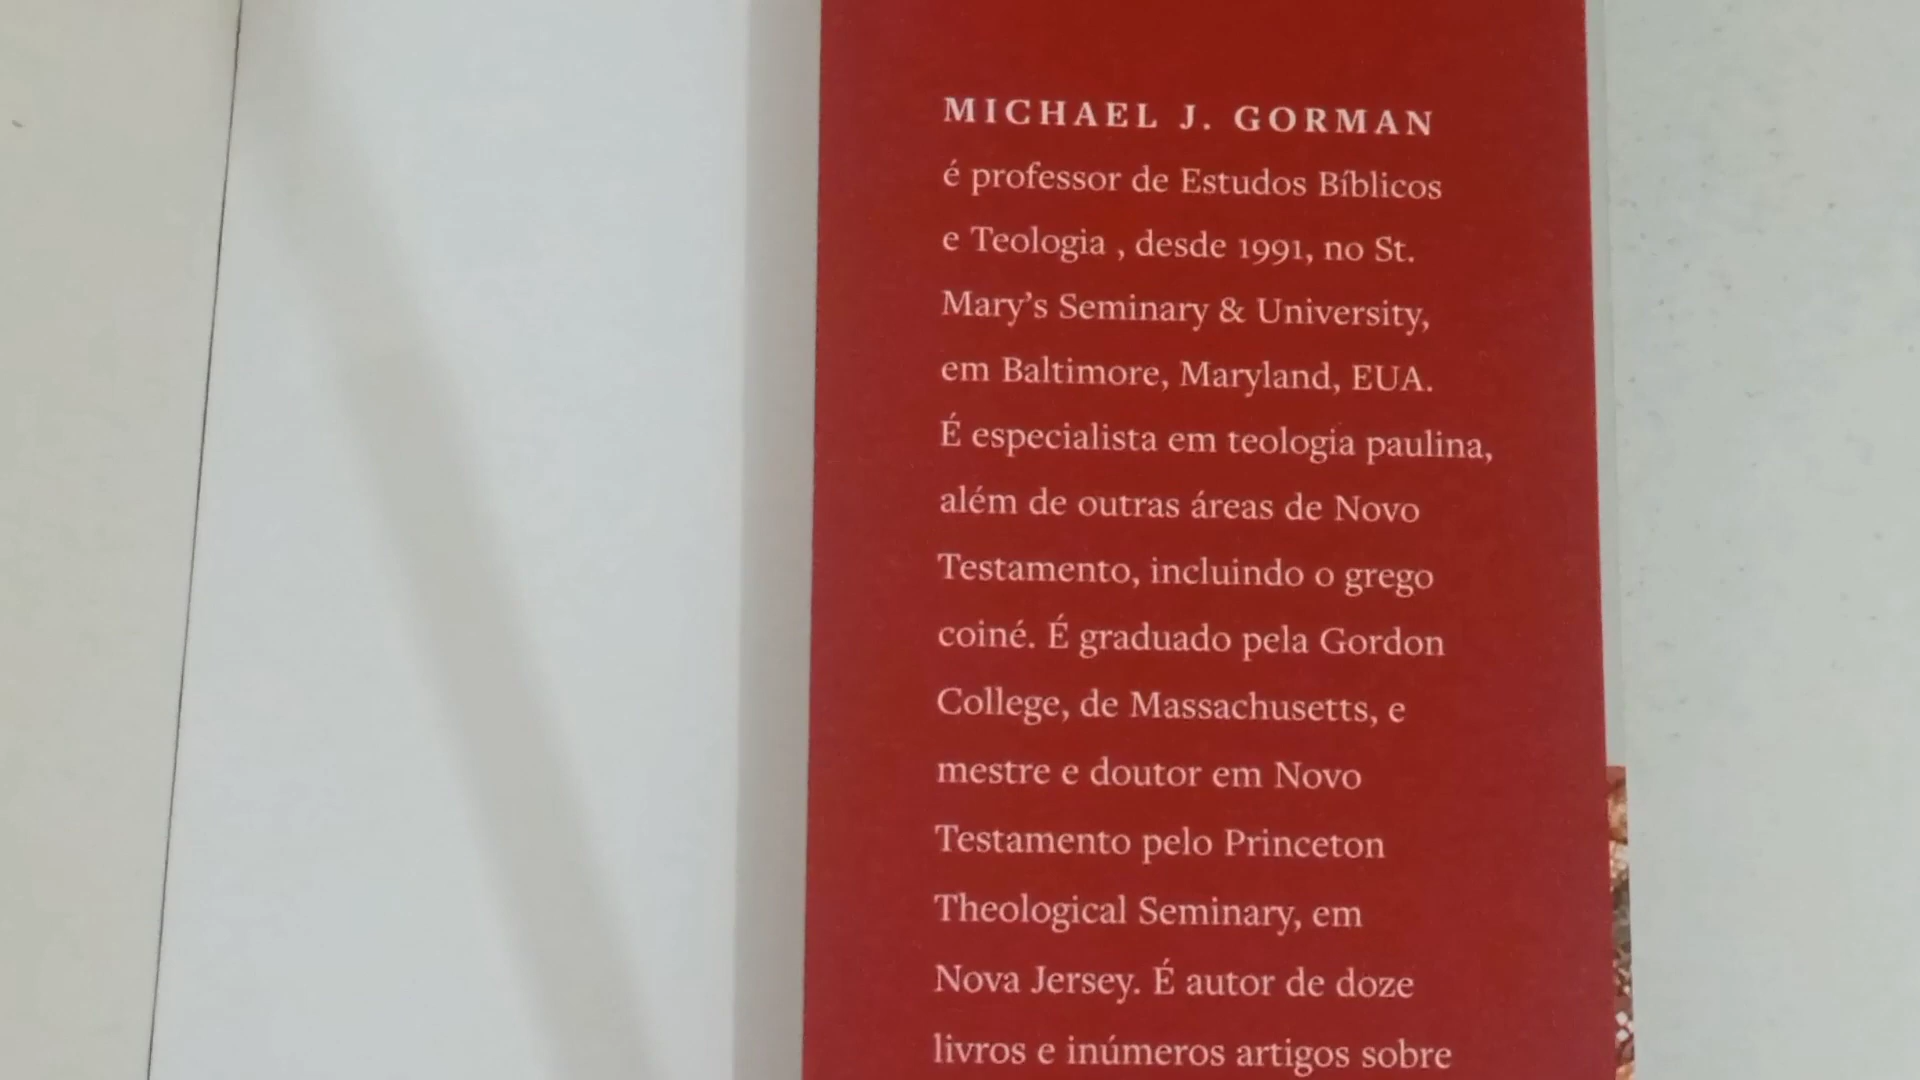 MICHAEL J. GORMAN
é professor de Estudos Bíblicos
e Teologia , desde 1991, no St.
Mary's Seminary & University,
em Baltimore, Maryland, EUA.
É especialista em teologia paulina,
além de outras áreas de Novo
Testamento, incluindo o grego
coiné. É graduado pela Gordon
College, de Massachusetts, e
mestre e doutor em Novo
Testamento pelo Princeton
Theological Seminary, em
Nova Jersey. É autor de doze
livros e inúmeros artigos sobre